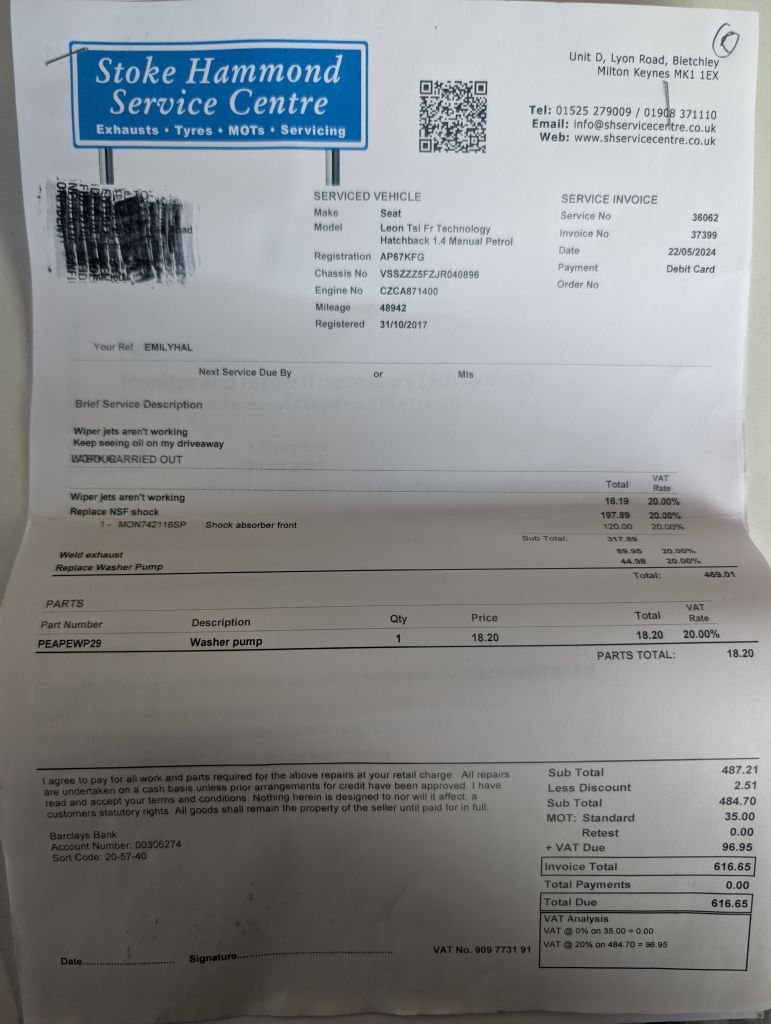 Stoke Hammond
Service Centre
Exhausts • Tyres • MOTs • Servicing
Unit D, Lyon Road, Bletchley
Milton Keynes MK1 1EX
Tel: 01525 279009 / 01908 371110
Email: info@shservicecentre.co.uk
Web: www.shservicecentre.co.uk
SERVICED VEHICLE
Make Seat
Model Leon Tsi Fr Technology
Hatchback 1.4 Manual Petrol
Registration AP67KFG
Chassis No VSSZZZ5FZJR040896
Engine No CZCA871400
Mileage 48942
Registered 31/10/2017
SERVICE INVOICE
Service No 36062
Invoice No 37399
Date 22/05/2024
Payment Debit Card
Order No
Your Ref EMILYHAL
Next Service Due By or Mls
Brief Service Description
Wiper jets aren't working
Keep seeing oil on my driveaway
CARRIED OUT
Total VAT Rate
Wiper jets aren't working 16.19 20.00%
Replace NSF shock 197.89 20.00%
1 - MON742116SP Shock absorber front 120.00 20.00%
Sub Total: 317.89
Weld exhaust 89.95 20.00%
Replace Washer Pump 44.98 20.00%
Total: 469.01
PARTS
Part Number Description Qty Price Total VAT Rate
PEAPEWP29 Washer pump 1 18.20 18.20 20.00%
PARTS TOTAL: 18.20
I agree to pay for all work and parts required for the above repairs at your retail charge. All repairs
are undertaken on a cash basis unless prior arrangements for credit have been approved. I have
read and accept your terms and conditions. Nothing herein is designed to nor will it affect, a
customers statutory rights. All goods shall remain the property of the seller until paid for in full.
Barclays Bank
Account Number: 00306274
Sort Code: 20-57-40
Sub Total 487.21
Less Discount 2.51
Sub Total 484.70
MOT: Standard 35.00
Retest 0.00
+ VAT Due 96.95
Invoice Total 616.65
Total Payments 0.00
Total Due 616.65
VAT Analysis
VAT @ 0% on 35.00 = 0.00
VAT @ 20% on 484.70 = 96.95
Date.......................... Signature.............................................. VAT No. 909 7731 91